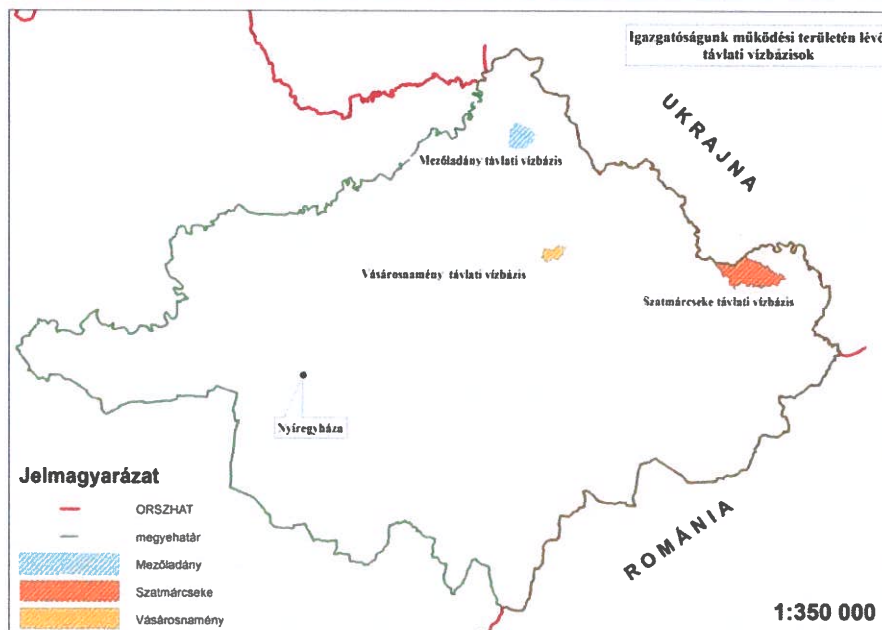 Igazgatóságunk működési területén lévő
távlati vízbázisok
UKRAJNA
Mezőladány távlati vízbázis
Vásárosnamény távlati vízbázis
Szatmárcseke távlati vízbázis
Nyíregyháza
ROMÁNIA
Jelmagyarázat
ORSZHAT
megyehatár
Mezőladány
Szatmárcseke
Vásárosnamény
1:350 000